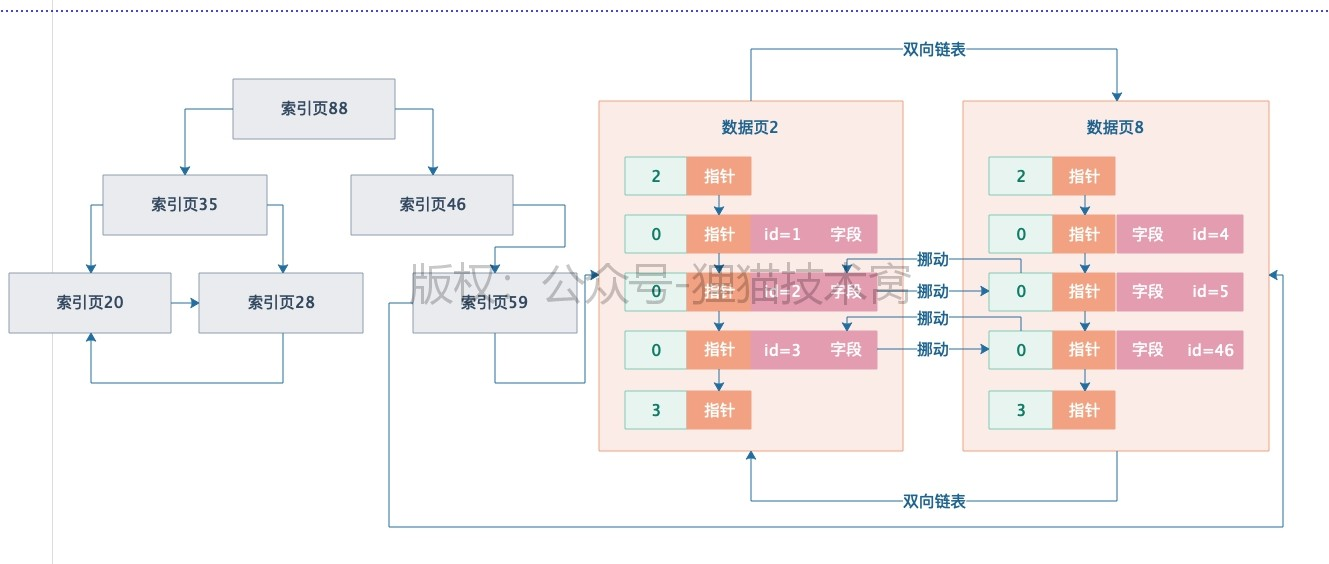 双向链表
索引页88
数据页2
数据页8
2 指针
2 指针
索引页35
索引页46
0 指针 id=1 字段
0 指针 字段 id=4
挪动
版权：公众号-狸猫技术窝
索引页20
索引页28
索引页59
0 指针 id=2 字段
挪动
0 指针 字段 id=5
挪动
0 指针 id=3 字段
挪动
0 指针 字段 id=46
3 指针
3 指针
双向链表